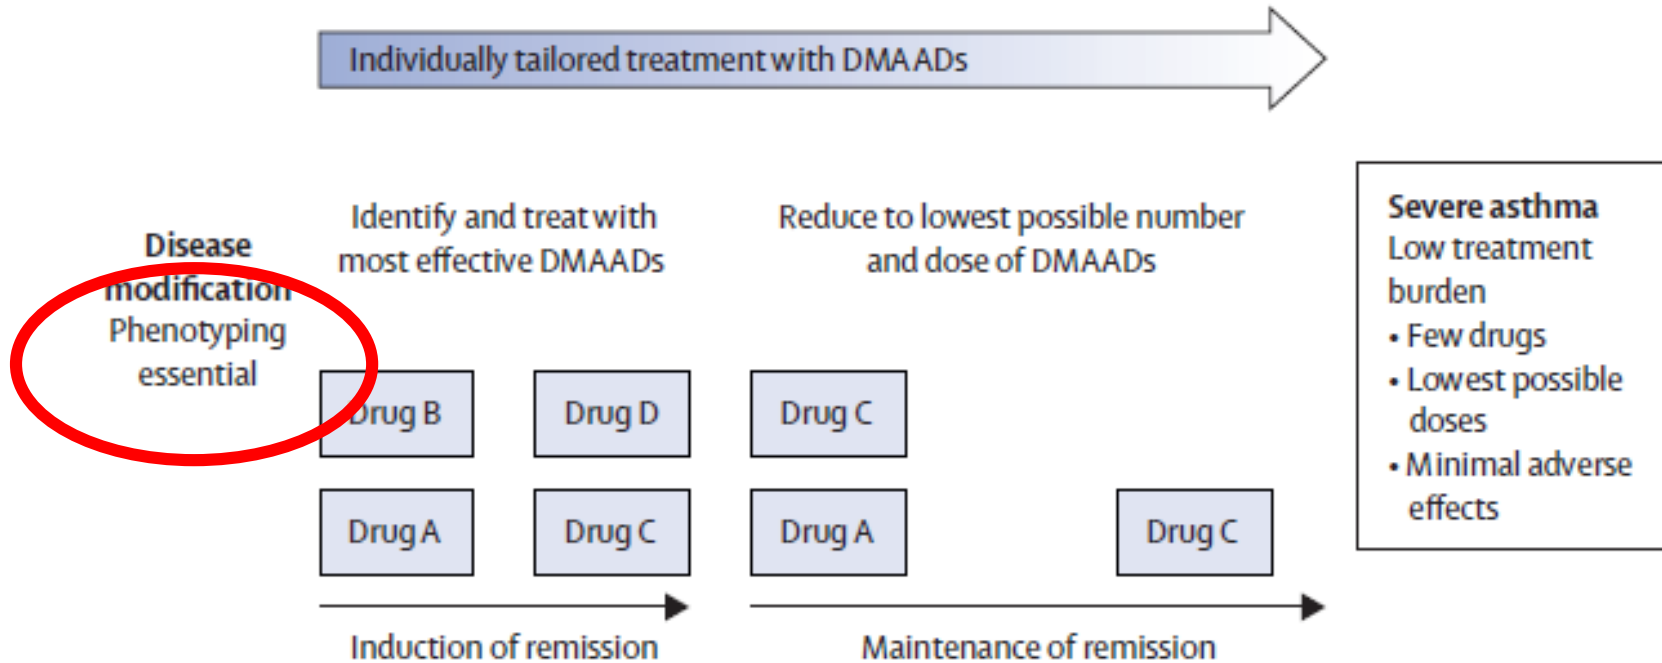 Individually tailored treatment with DMAADs
Disease
modification
Phenotyping
essential
Identify and treat with
most effective DMAADs
Reduce to lowest possible number
and dose of DMAADs
Drug B
Drug D
Drug C
Drug A
Drug C
Drug A
Drug C
Induction of remission
Maintenance of remission
Severe asthma
Low treatment
burden
• Few drugs
• Lowest possible
doses
• Minimal adverse
effects